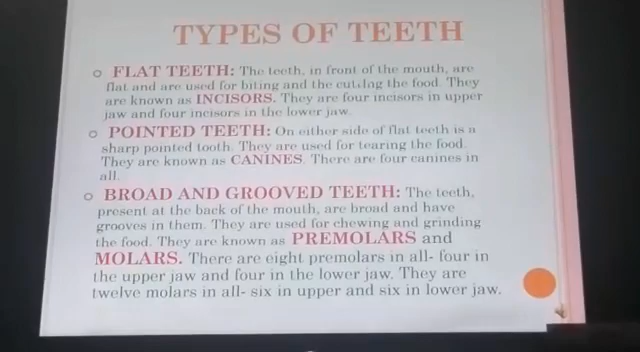 TYPES OF TEETH
FLAT TEETH: The teeth, in front of the mouth, are
flat and are used for biting and the cutting the food. They
are known as INCISORS. They are four incisors in upper
jaw and four incisors in the lower jaw.
POINTED TEETH: On either side of flat teeth is a
sharp pointed tooth. They are used for tearing the food.
They are known as CANINES. There are four canines in
all.
BROAD AND GROOVED TEETH: The teeth,
present at the back of the mouth, are broad and have
grooves in them. They are used for chewing and grinding
the food. They are known as PREMOLARS and
MOLARS. There are eight premolars in all- four in
the upper jaw and four in the lower jaw. They are
twelve molars in all- six in upper and six in lower jaw.